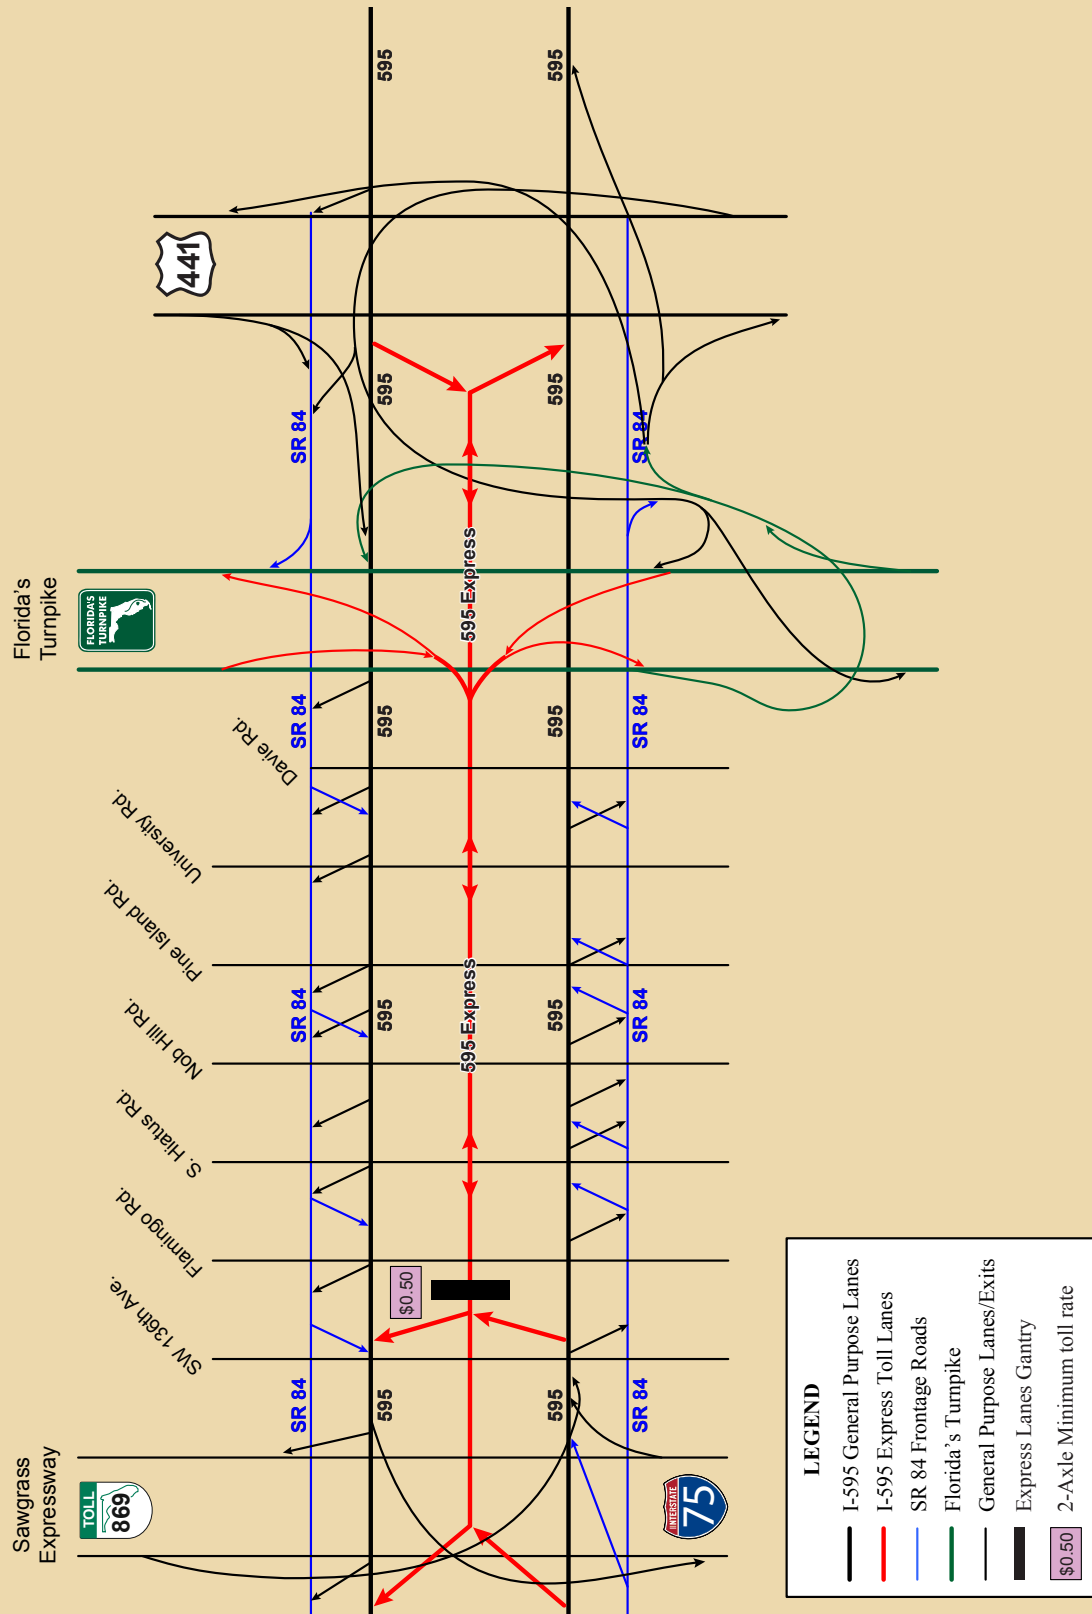 Sawgrass
Expressway
TOLL
869
INTERSTATE
75
SW 136th Ave.
Flamingo Rd.
S. Hiatus Rd.
Nob Hill Rd.
Pine Island Rd.
University Rd.
Davie Rd.
Florida's
Turnpike
FLORIDA'S
TURNPIKE
441
SR 84
SR 84
SR 84
SR 84
595
595
595
595
595
$0.50
595 Express
595 Express
595
595
595
595
595
SR 84
SR 84
SR 84
SR 84
LEGEND
I-595 General Purpose Lanes
I-595 Express Toll Lanes
SR 84 Frontage Roads
Florida's Turnpike
General Purpose Lanes/Exits
Express Lanes Gantry
$0.50 2-Axle Minimum toll rate